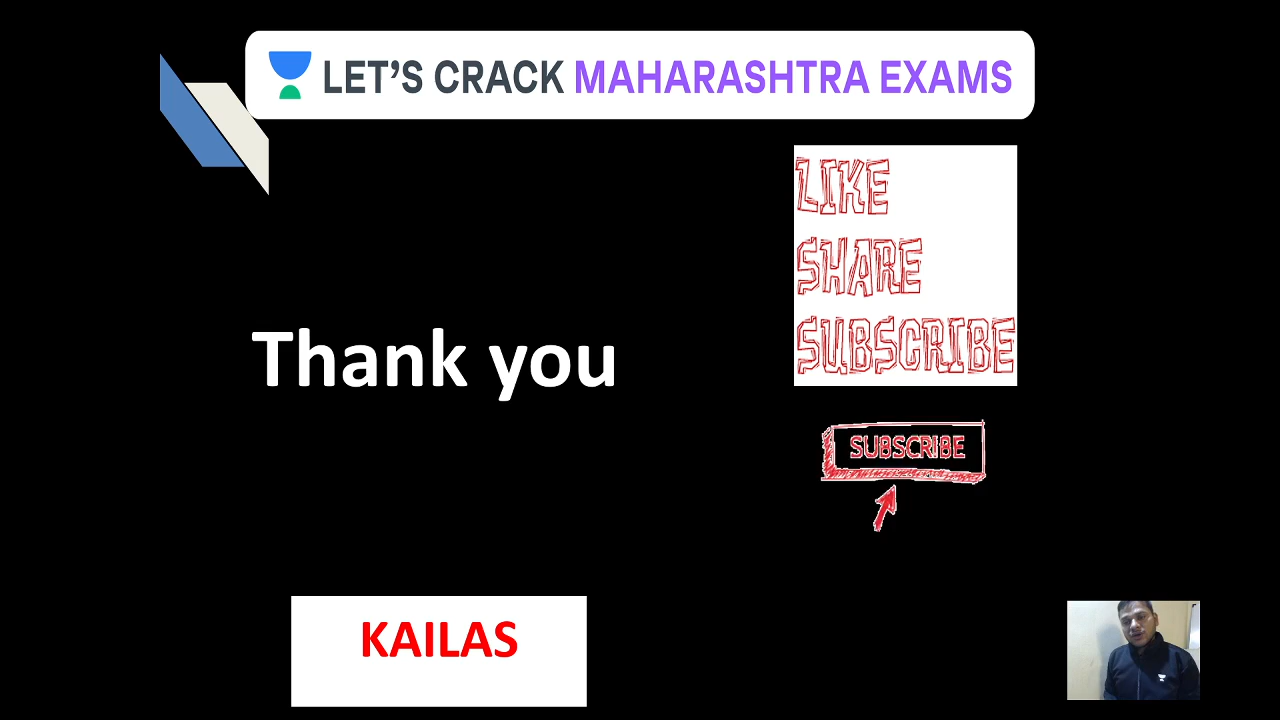 LET’S CRACK MAHARASHTRA EXAMS
LIKE
SHARE
SUBSCRIBE
Thank you
SUBSCRIBE
KAILAS